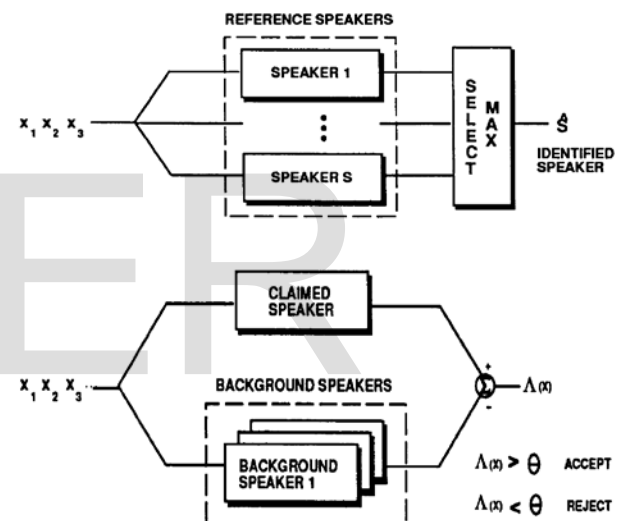 REFERENCE SPEAKERS
SPEAKER 1
X₁ X₂ X₃
SPEAKER S
SELECT
MAX
Ŝ
IDENTIFIED
SPEAKER
ER
CLAIMED
SPEAKER
X₁ X₂ X₃ ..
BACKGROUND SPEAKERS
BACKGROUND
SPEAKER 1
+
Σ
-
Λ(X)
Λ(X) > θ ACCEPT
Λ(X) < θ REJECT